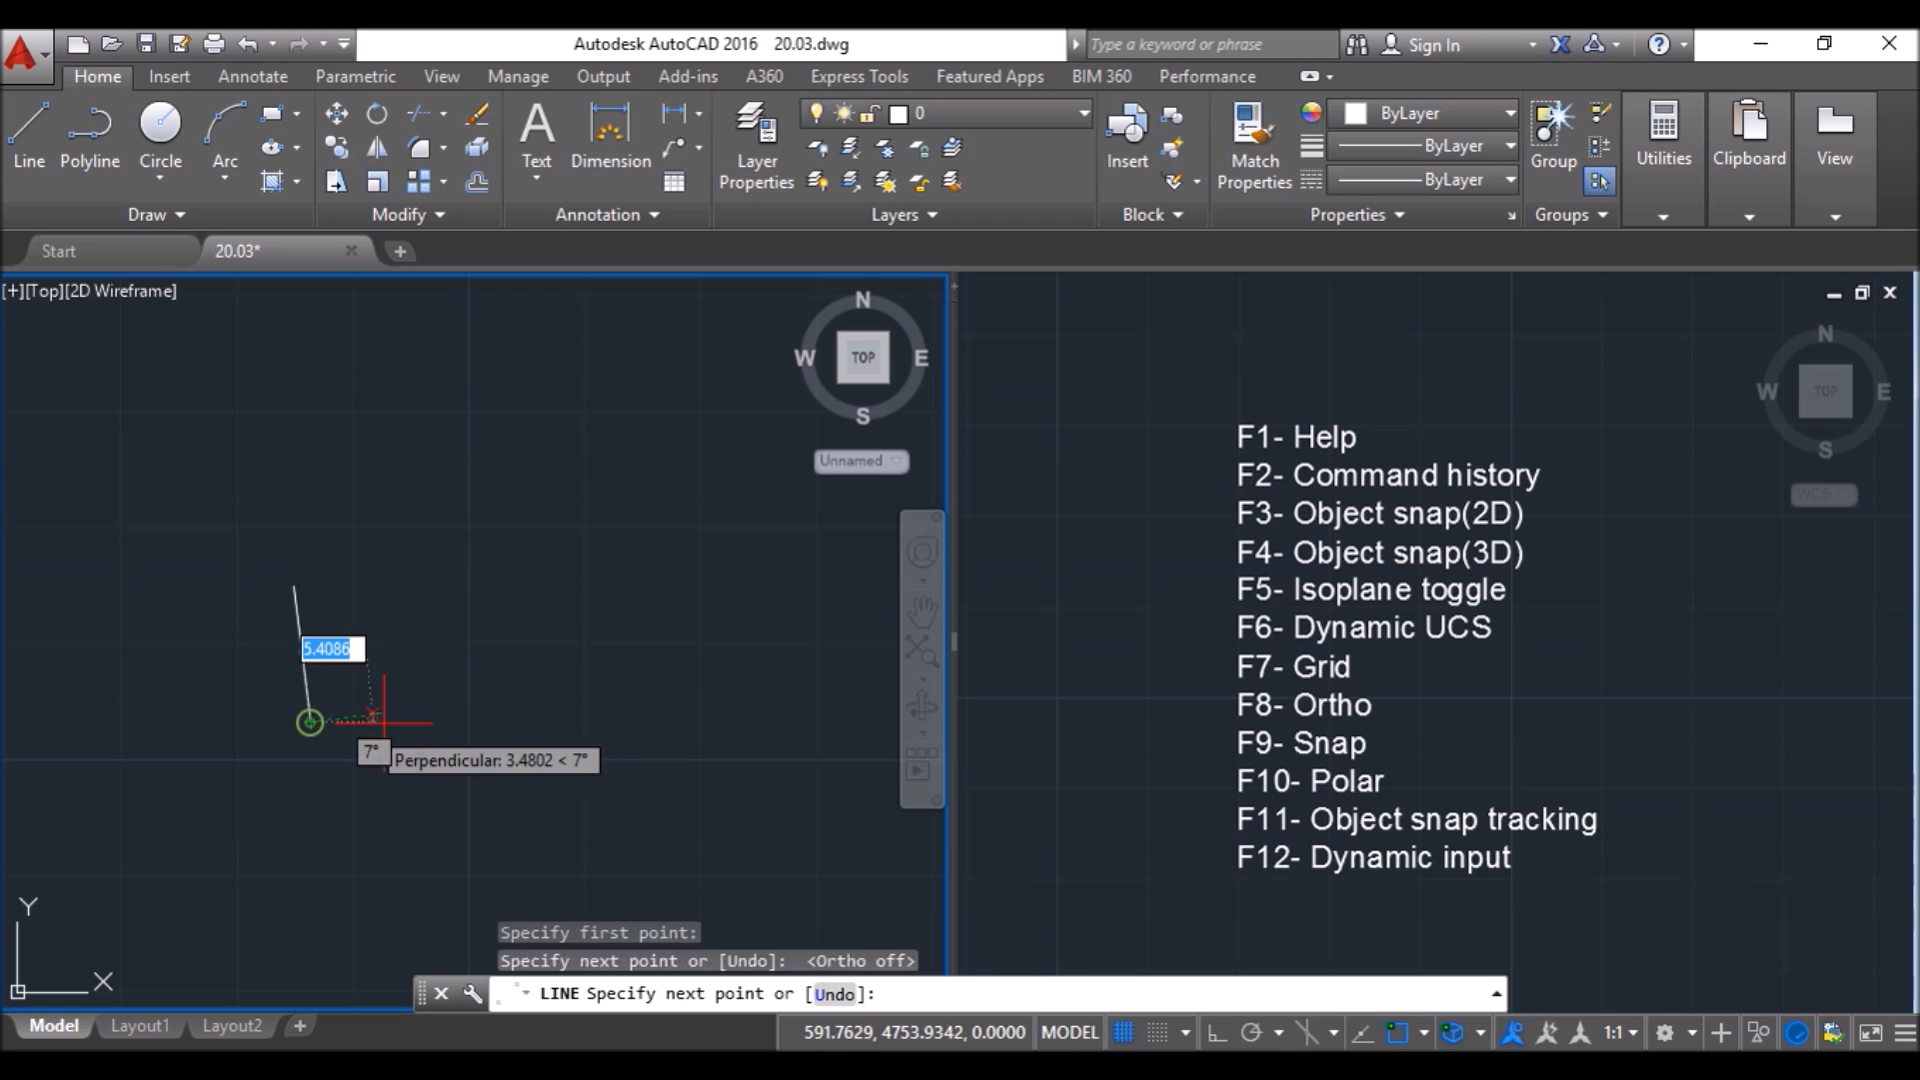 Autodesk AutoCAD 2016 20.03.dwg
Type a keyword or phrase
Sign In
Home Insert Annotate Parametric View Manage Output Add-ins A360 Express Tools Featured Apps BIM 360 Performance
Line Polyline Circle Arc
Text Dimension
Layer Properties
0
Insert
Match Properties
ByLayer
ByLayer
ByLayer
Group
Utilities Clipboard View
Draw Modify Annotation Layers Block Properties Groups
Start 20.03*
[+][Top][2D Wireframe]
N
W TOP E
S
Unnamed
N
W TOP E
S
WCS
F1- Help
F2- Command history
F3- Object snap(2D)
F4- Object snap(3D)
F5- Isoplane toggle
F6- Dynamic UCS
F7- Grid
F8- Ortho
F9- Snap
F10- Polar
F11- Object snap tracking
F12- Dynamic input
5.4086
7°
Perpendicular: 3.4802 < 7°
Y
X
Specify first point:
Specify next point or [Undo]: <Ortho off>
LINE Specify next point or [Undo]:
Model Layout1 Layout2
591.7629, 4753.9342, 0.0000 MODEL
1:1